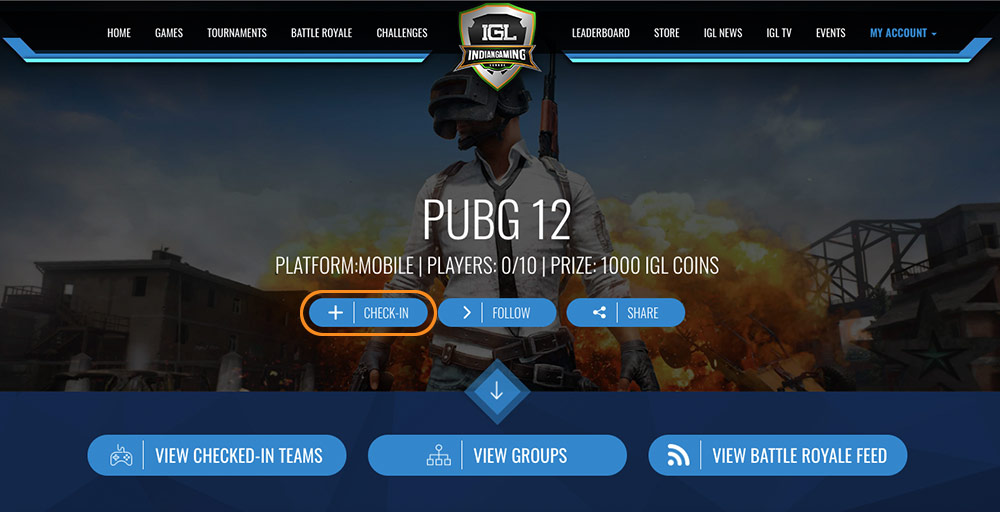 HOME GAMES TOURNAMENTS BATTLE ROYALE CHALLENGES
IGL
INDIANGAMING
LEAGUE
LEADERBOARD STORE IGL NEWS IGL TV EVENTS MY ACCOUNT
PUBG 12
PLATFORM:MOBILE | PLAYERS: 0/10 | PRIZE: 1000 IGL COINS
CHECK-IN FOLLOW SHARE
VIEW CHECKED-IN TEAMS VIEW GROUPS VIEW BATTLE ROYALE FEED